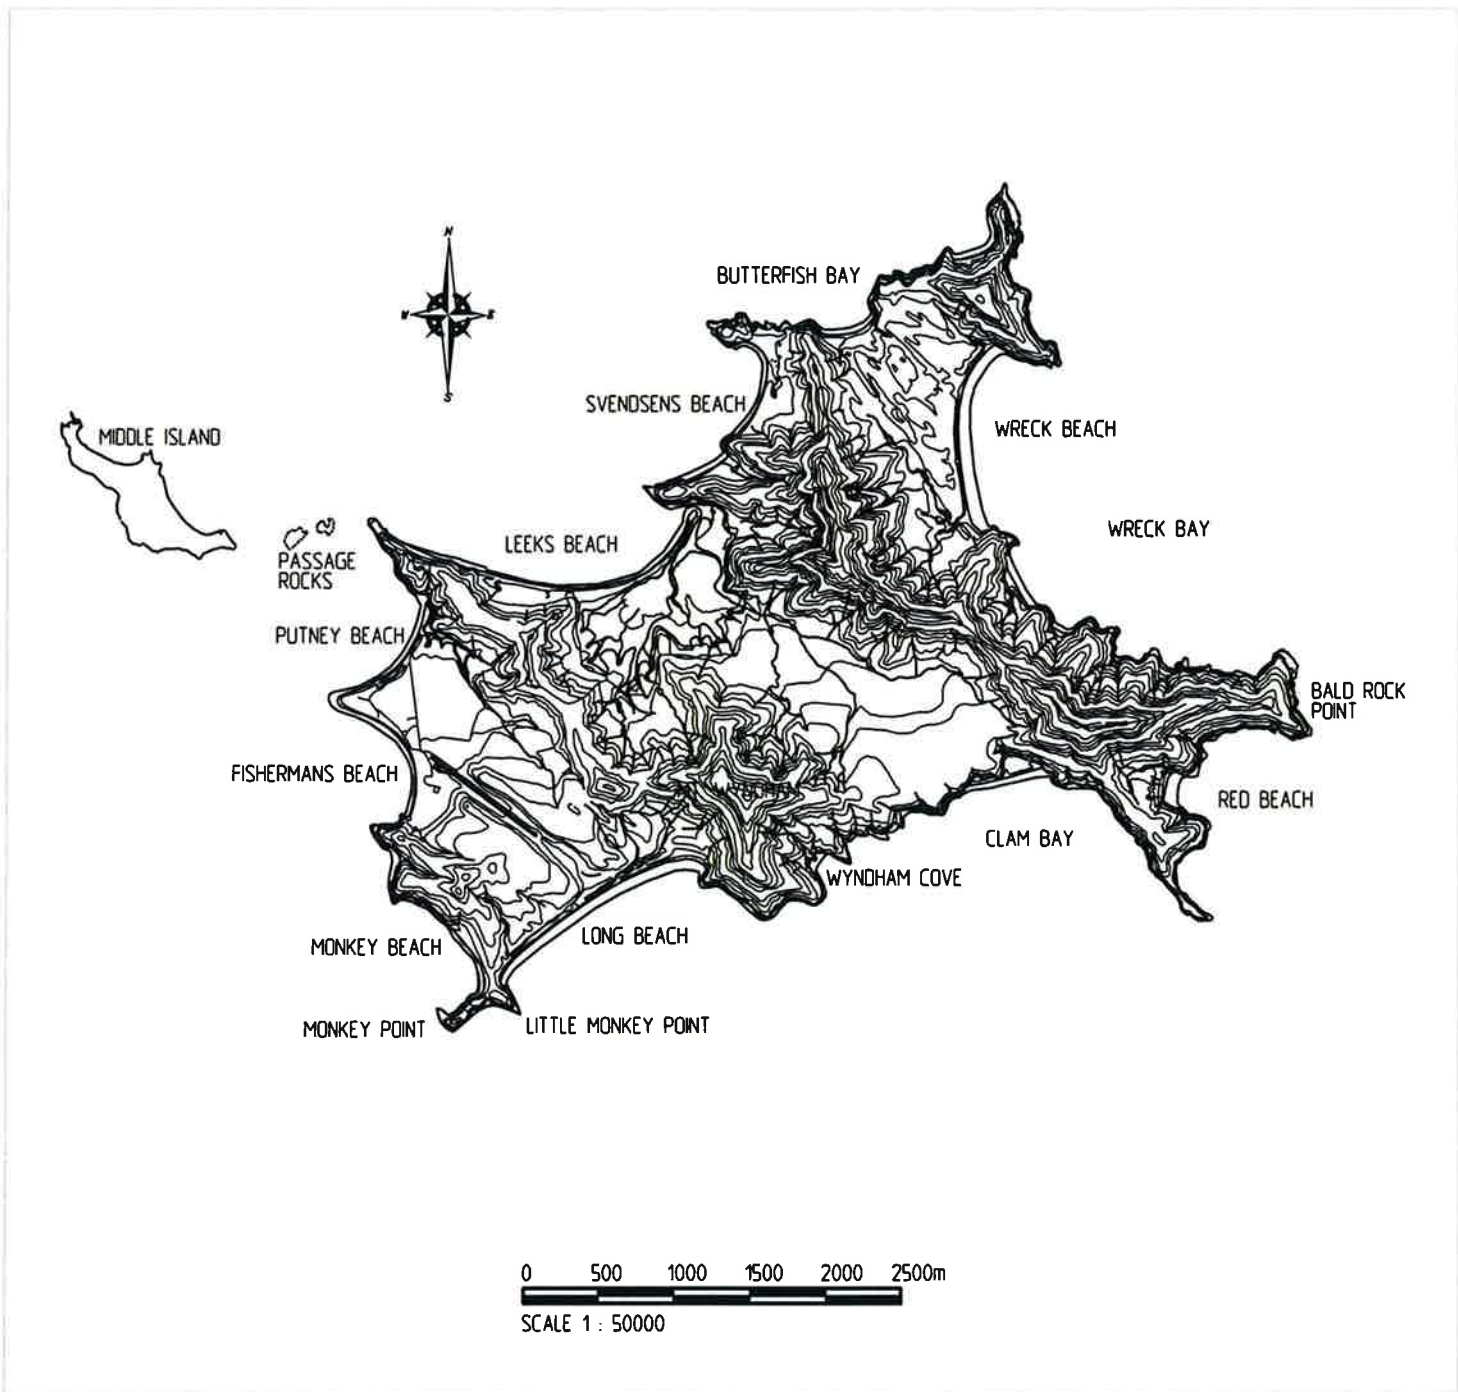 N
W
E
S
BUTTERFISH BAY
SVENDSENS BEACH
MIDDLE ISLAND
WRECK BEACH
WRECK BAY
LEEKS BEACH
PASSAGE
ROCKS
PUTNEY BEACH
BALD ROCK
POINT
FISHERMANS BEACH
MT WYNDHAM
RED BEACH
CLAM BAY
WYNDHAM COVE
LONG BEACH
MONKEY BEACH
MONKEY POINT
LITTLE MONKEY POINT
0 500 1000 1500 2000 2500m
SCALE 1 : 50000